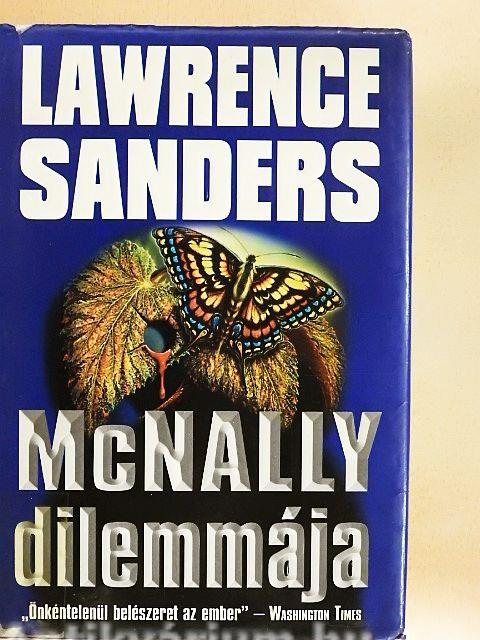 LAWRENCE
SANDERS
McNALLY
dilemmája
„Önkéntelenül beleszeret az ember” – WASHINGTON TIMES